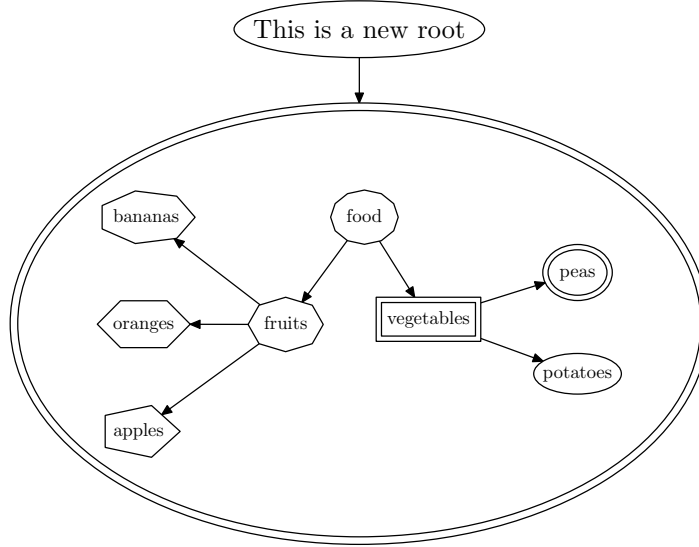 This is a new root
bananas
food
peas
oranges
fruits
vegetables
potatoes
apples